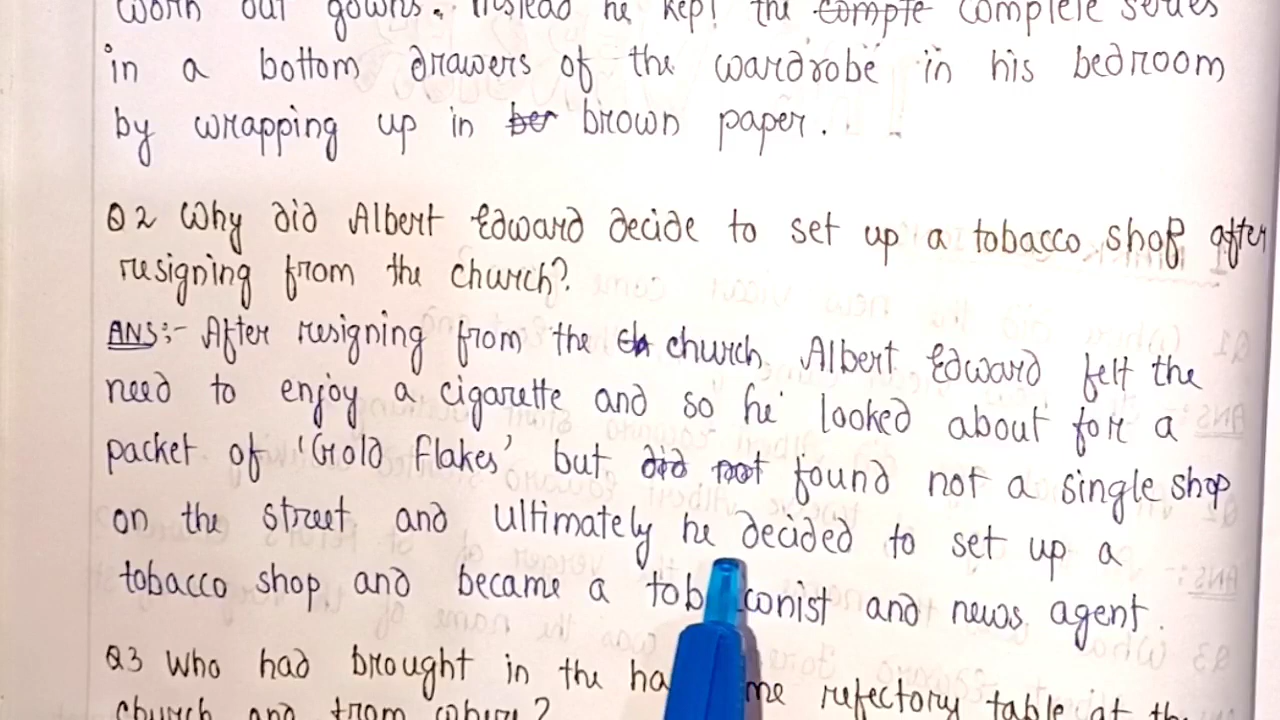 worn out gowns. Instead he kept the compte complete series
in a bottom drawers of the wardrobe in his bedroom
by wrapping up in ber brown paper.
Q2 Why did Albert Edward decide to set up a tobacco shop after
resigning from the church?
ANS:- After resigning from the ch church Albert Edward felt the
need to enjoy a cigarette and so he looked about for a
packet of 'Gold Flakes' but did not found not a single shop
on the street and ultimately he decided to set up a
tobacco shop and became a and news agent.
Q3 Who had brought in the refectory table at the
church and from where?